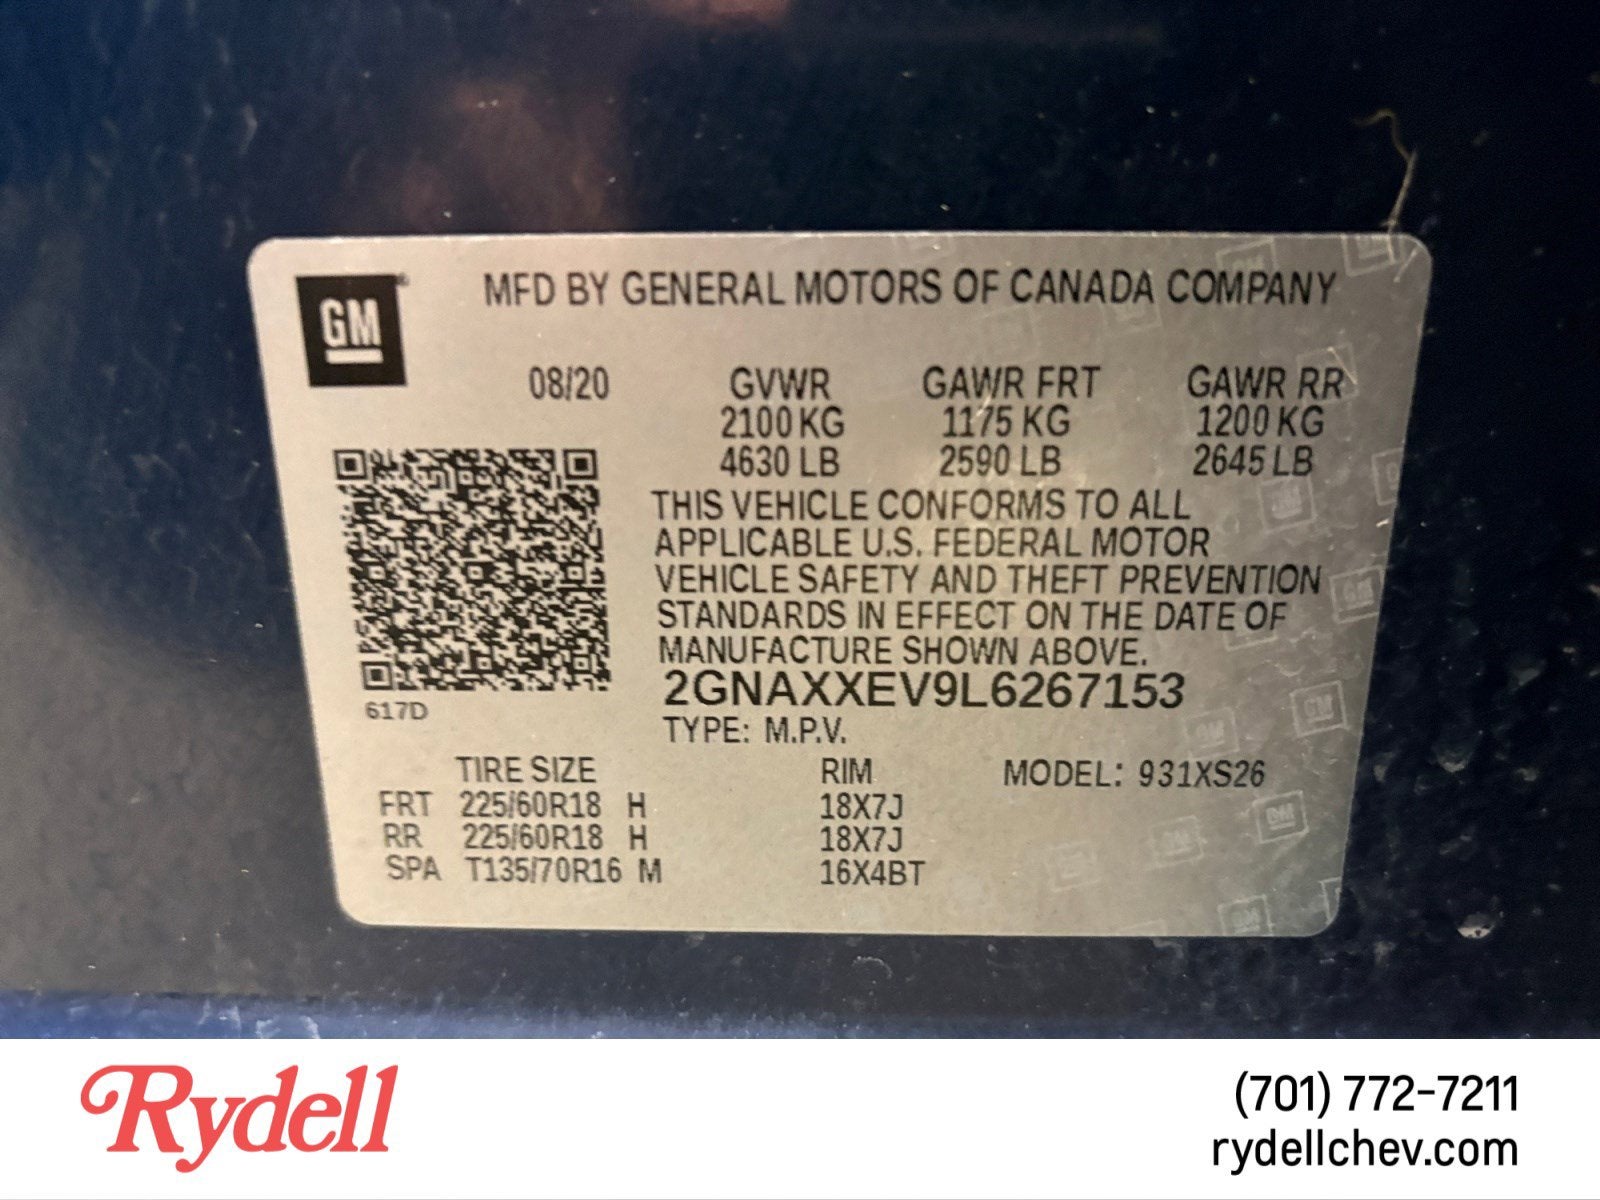 GM
MFD BY GENERAL MOTORS OF CANADA COMPANY
08/20 GVWR GAWR FRT GAWR RR
2100 KG 1175 KG 1200 KG
4630 LB 2590 LB 2645 LB
THIS VEHICLE CONFORMS TO ALL
APPLICABLE U.S. FEDERAL MOTOR
VEHICLE SAFETY AND THEFT PREVENTION
STANDARDS IN EFFECT ON THE DATE OF
MANUFACTURE SHOWN ABOVE.
2GNAXXEV9L6267153
617D
TYPE: M.P.V.
TIRE SIZE RIM MODEL: 931XS26
FRT 225/60R18 H 18X7J
RR 225/60R18 H 18X7J
SPA T135/70R16 M 16X4BT
Rydell
(701) 772-7211
rydellchev.com